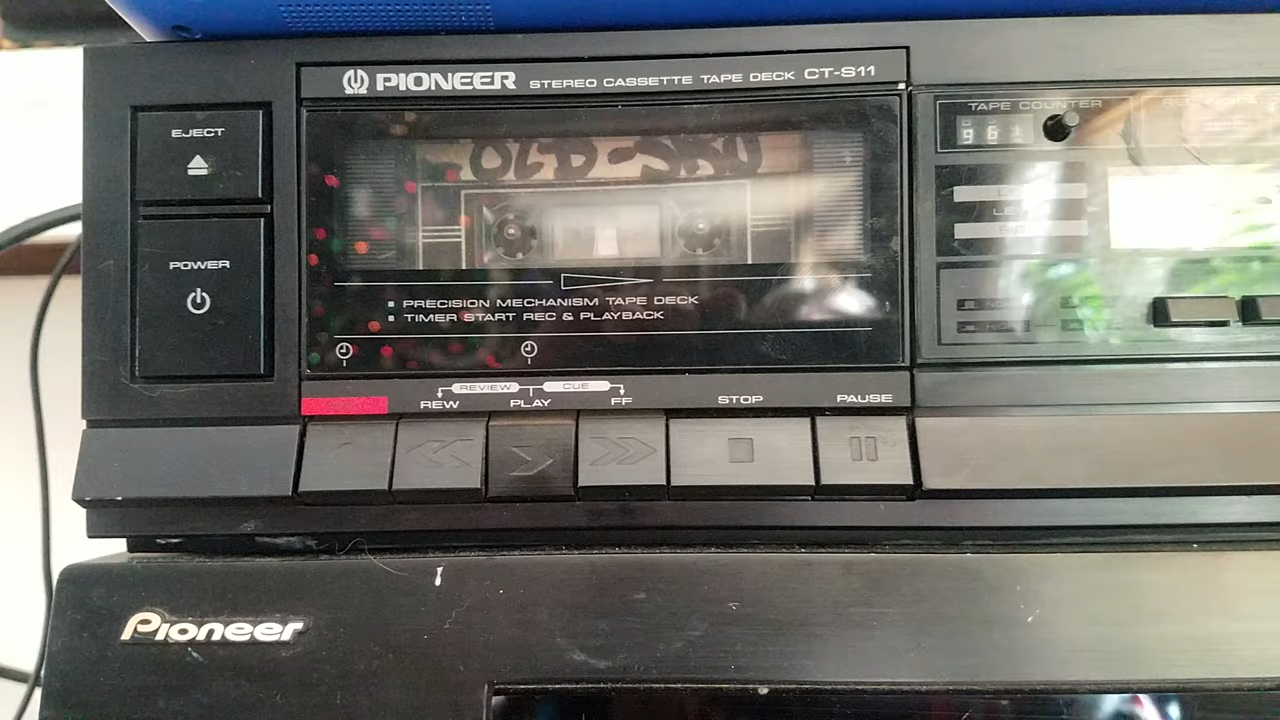 PIONEER STEREO CASSETTE TAPE DECK CT-S11
EJECT
POWER
TAPE COUNTER
961
PRECISION MECHANISM TAPE DECK
TIMER START REC & PLAYBACK
REVIEW CUE
REW PLAY FF STOP PAUSE
Pioneer